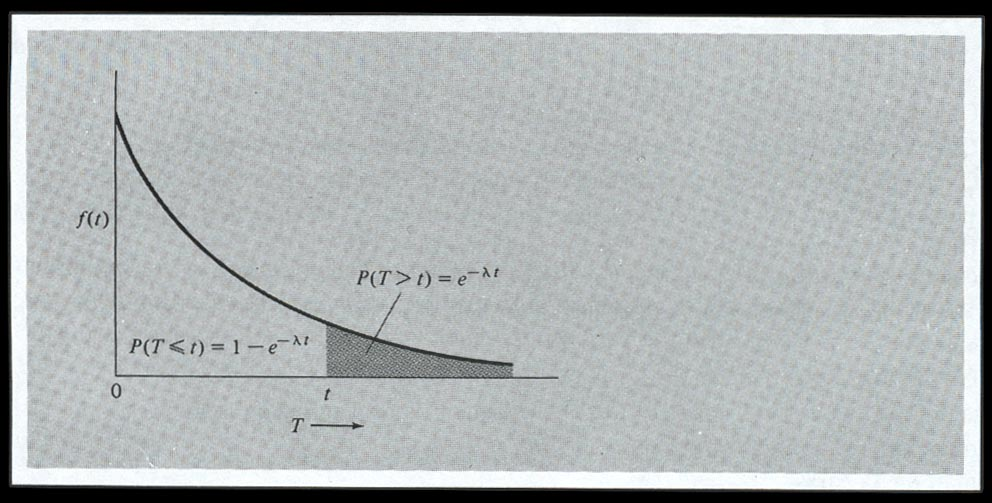 f(t)
P(T > t) = e^{−λt}
P(T ⩽ t) = 1 − e^{−λt}
0
t
T ⟶